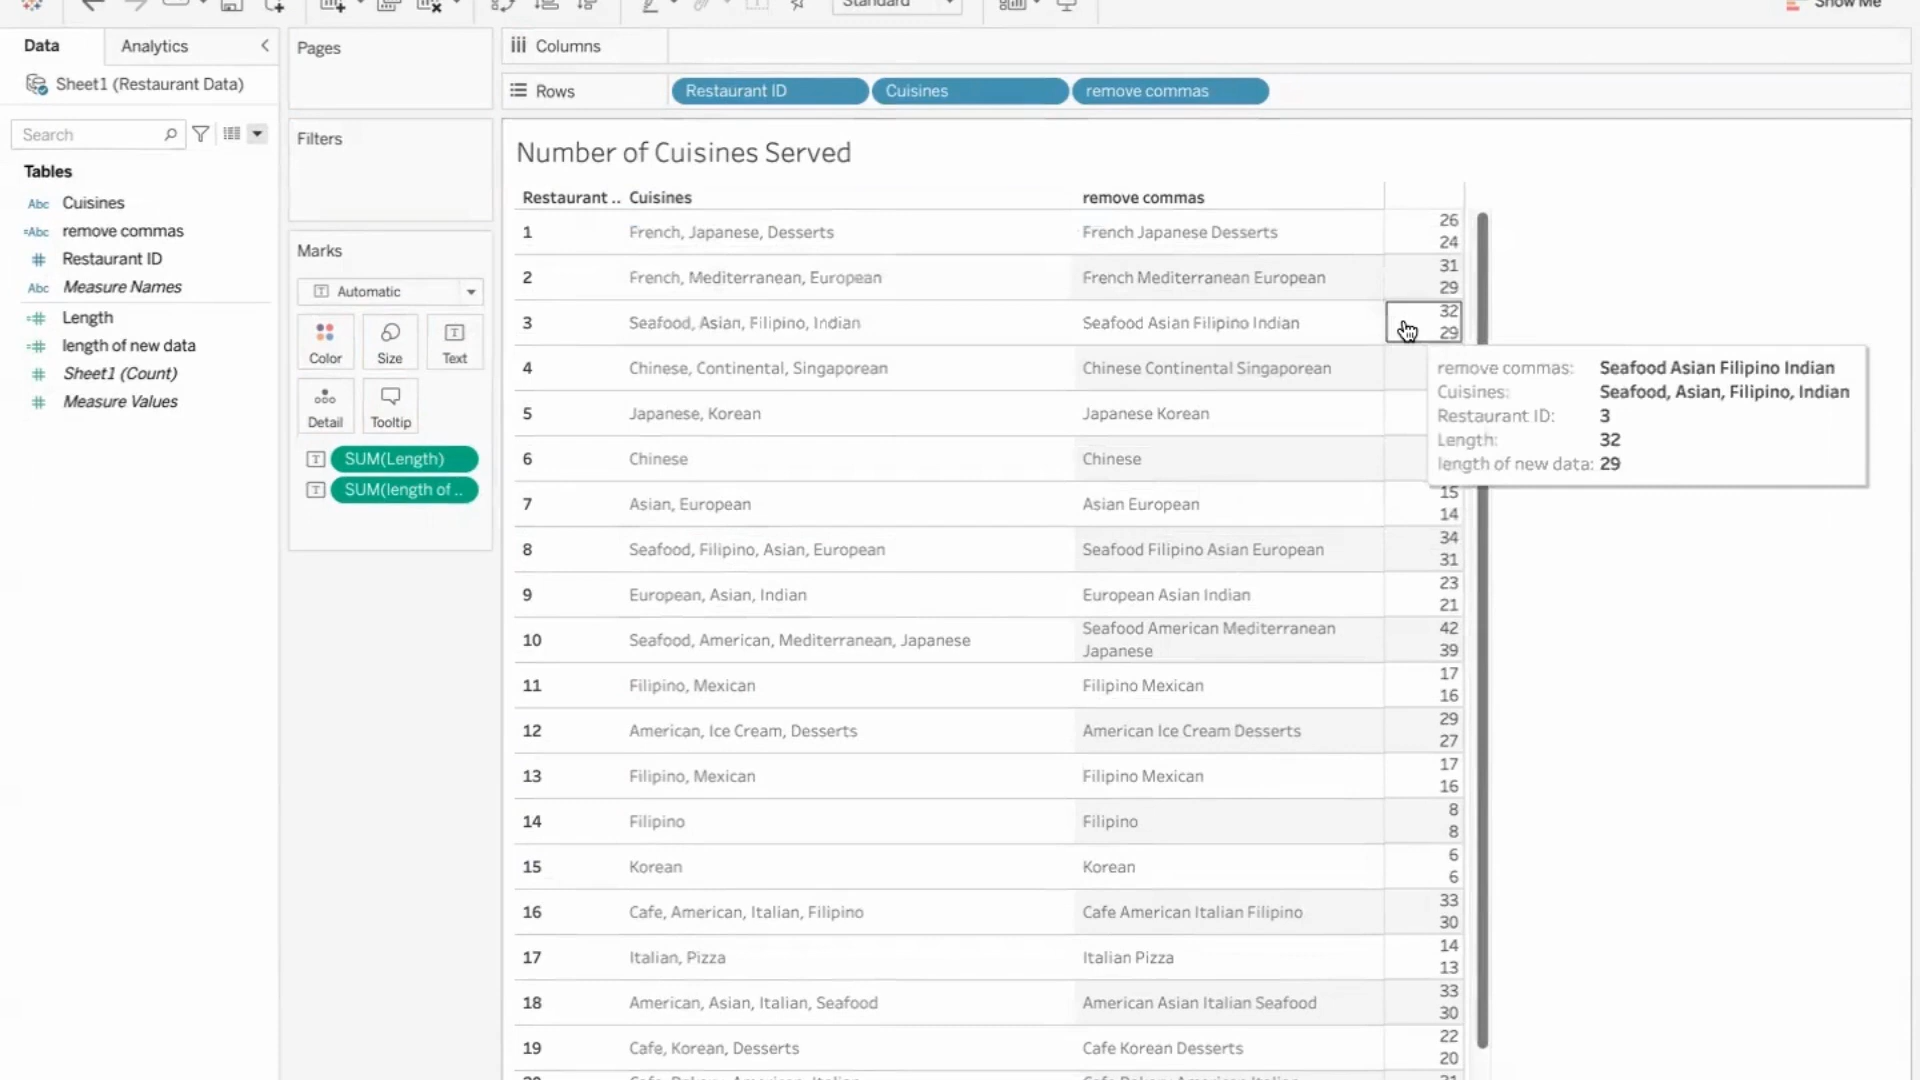 Standard
Show Me
Data
Analytics
Pages
Columns
Sheet1 (Restaurant Data)
Rows
Restaurant ID
Cuisines
remove commas
Search
Filters
Tables
Abc Cuisines
=Abc remove commas
# Restaurant ID
Abc Measure Names
=# Length
=# length of new data
# Sheet1 (Count)
# Measure Values
Marks
Automatic
Color
Size
Text
Detail
Tooltip
SUM(Length)
SUM(length of ..
Number of Cuisines Served
Restaurant .. Cuisines remove commas
1 French, Japanese, Desserts French Japanese Desserts 26
24
2 French, Mediterranean, European French Mediterranean European 31
29
3 Seafood, Asian, Filipino, Indian Seafood Asian Filipino Indian 32
29
4 Chinese, Continental, Singaporean Chinese Continental Singaporean
5 Japanese, Korean Japanese Korean
6 Chinese Chinese
7 Asian, European Asian European 15
14
8 Seafood, Filipino, Asian, European Seafood Filipino Asian European 34
31
9 European, Asian, Indian European Asian Indian 23
21
10 Seafood, American, Mediterranean, Japanese Seafood American Mediterranean 42
Japanese 39
11 Filipino, Mexican Filipino Mexican 17
16
12 American, Ice Cream, Desserts American Ice Cream Desserts 29
27
13 Filipino, Mexican Filipino Mexican 17
16
14 Filipino Filipino 8
8
15 Korean Korean 6
6
16 Cafe, American, Italian, Filipino Cafe American Italian Filipino 33
30
17 Italian, Pizza Italian Pizza 14
13
18 American, Asian, Italian, Seafood American Asian Italian Seafood 33
30
19 Cafe, Korean, Desserts Cafe Korean Desserts 22
20
remove commas: Seafood Asian Filipino Indian
Cuisines: Seafood, Asian, Filipino, Indian
Restaurant ID: 3
Length: 32
length of new data: 29